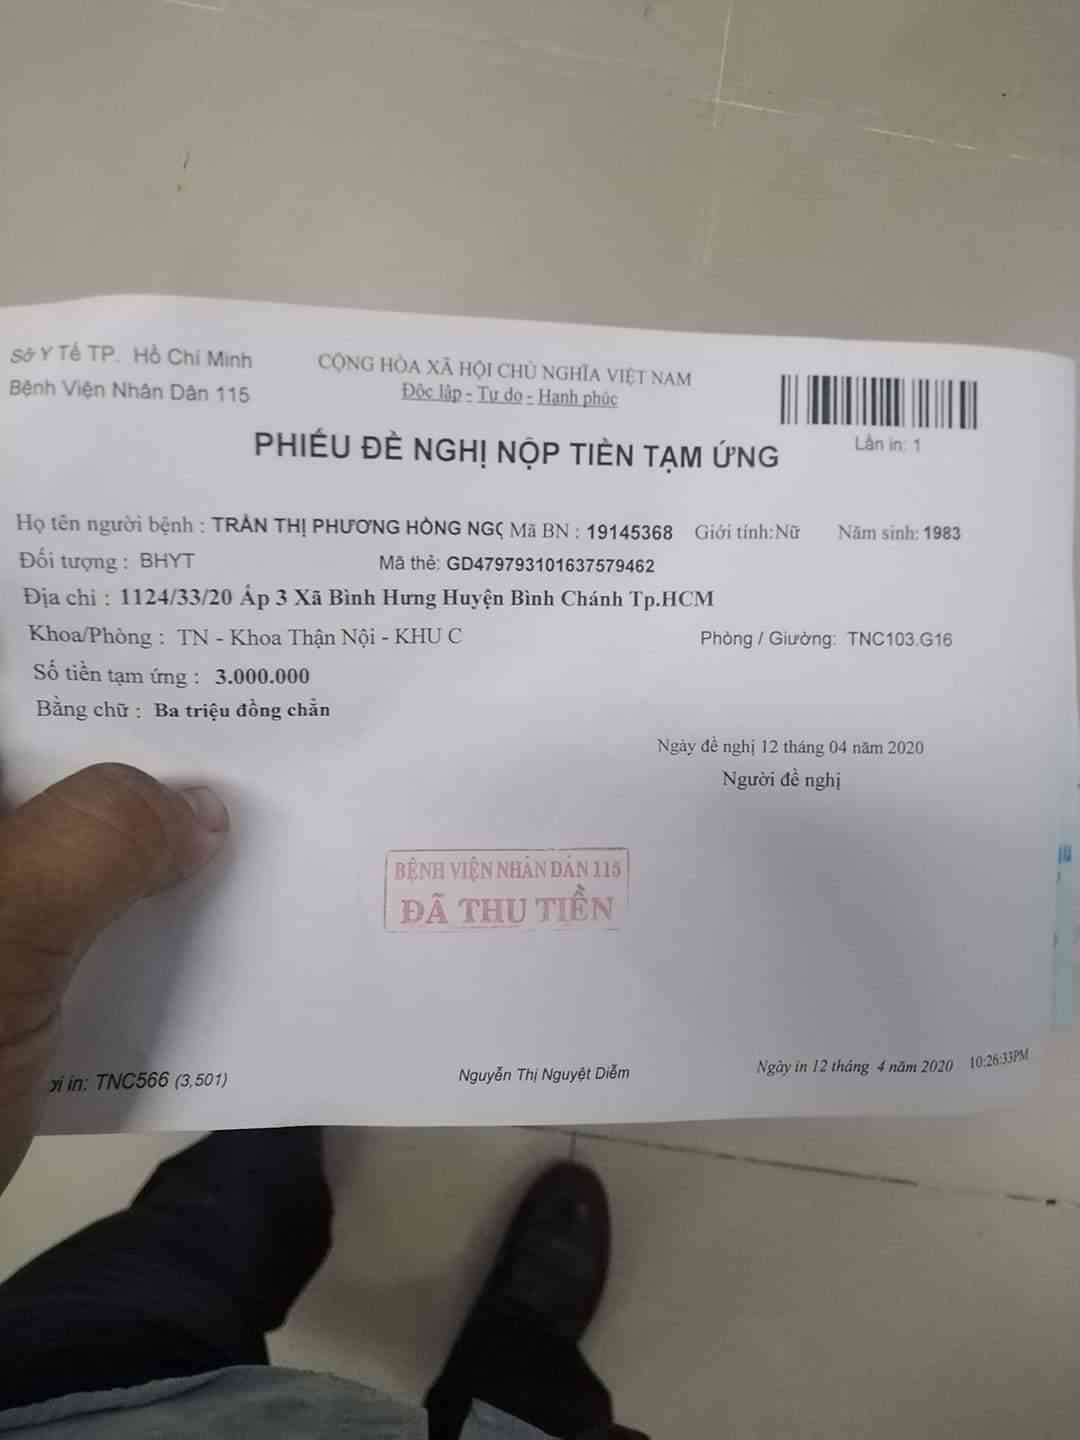 Sở Y Tế TP. Hồ Chí Minh
Bệnh Viện Nhân Dân 115
CỘNG HÒA XÃ HỘI CHỦ NGHĨA VIỆT NAM
Độc lập - Tự do - Hạnh phúc
Lần in: 1
PHIẾU ĐỀ NGHỊ NỘP TIỀN TẠM ỨNG
Họ tên người bệnh : TRẦN THỊ PHƯƠNG HỒNG NGỌ Mã BN : 19145368 Giới tính:Nữ Năm sinh: 1983
Đối tượng : BHYT Mã thẻ: GD479793101637579462
Địa chỉ : 1124/33/20 Ấp 3 Xã Bình Hưng Huyện Bình Chánh Tp.HCM
Khoa/Phòng : TN - Khoa Thận Nội - KHU C Phòng / Giường: TNC103.G16
Số tiền tạm ứng : 3.000.000
Bằng chữ : Ba triệu đồng chẵn
Ngày đề nghị 12 tháng 04 năm 2020
Người đề nghị
BỆNH VIỆN NHÂN DÂN 115
ĐÃ THU TIỀN
in: TNC566 (3,501) Nguyễn Thị Nguyệt Diễm Ngày in 12 tháng 4 năm 2020 10:26:33PM